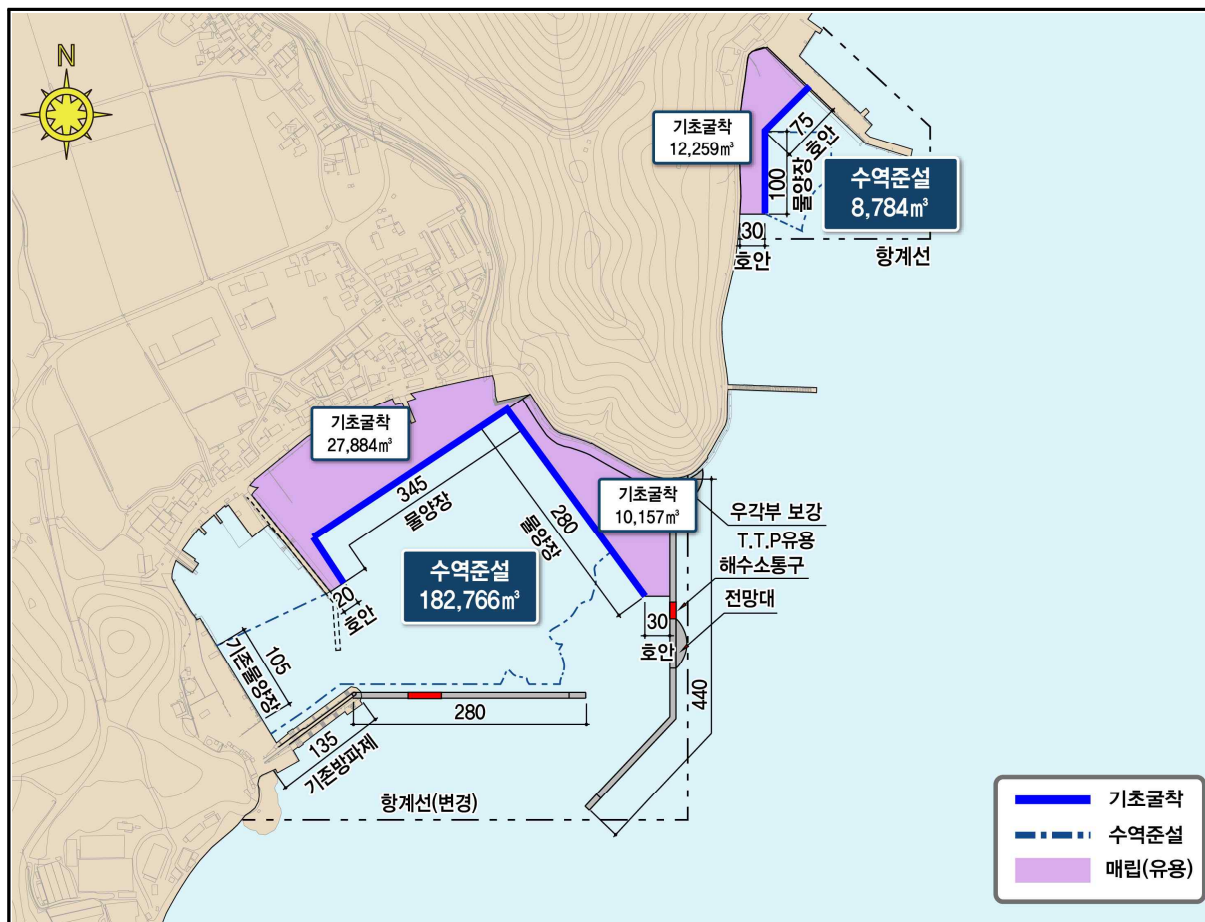 N
기초굴착
12,259㎥
75
호안
100
물양장
수역준설
8,784㎥
30
호안
항계선
기초굴착
27,884㎥
345
물양장
280
물양장
기초굴착
10,157㎥
우각부 보강
T.T.P유용
해수소통구
전망대
수역준설
182,766㎥
20
호안
30
호안
105
기존물양장
440
280
135
기존방파제
항계선(변경)
기초굴착
수역준설
매립(유용)